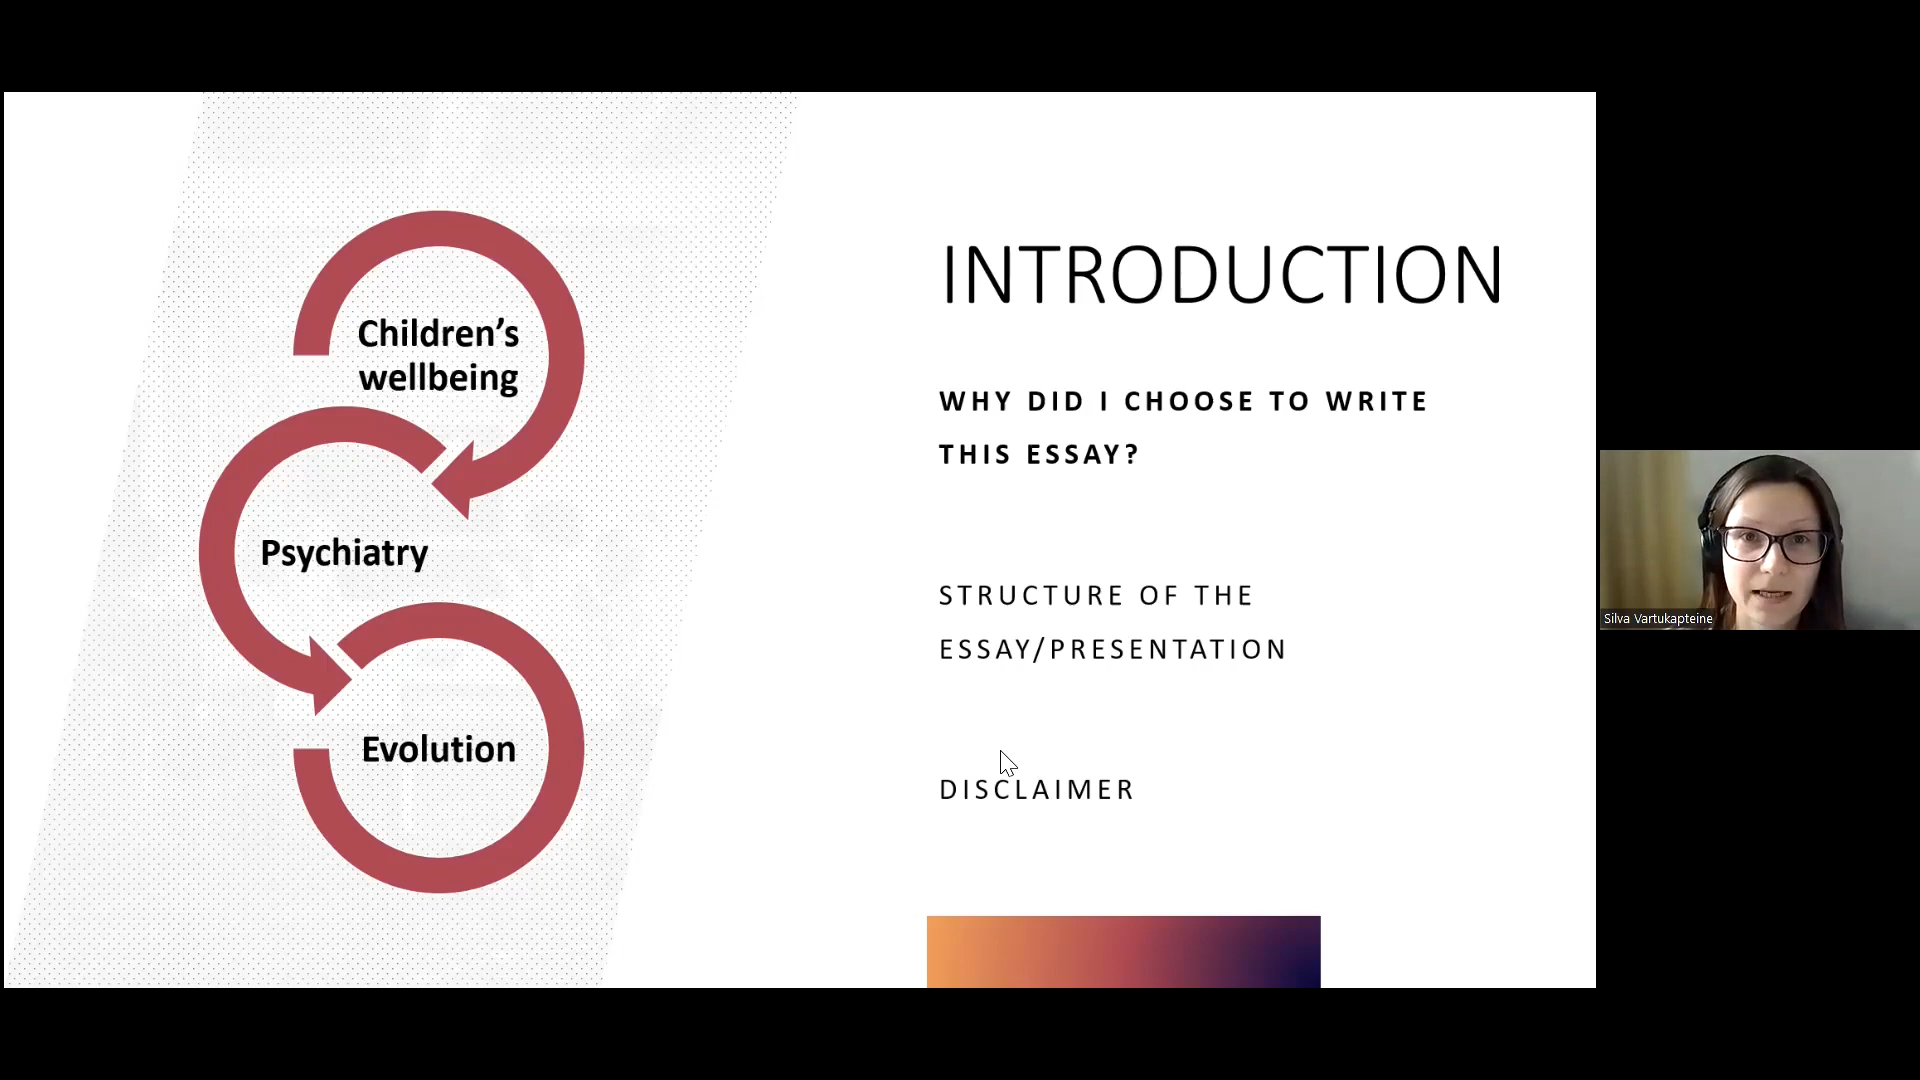 Children’s
wellbeing
Psychiatry
Evolution
INTRODUCTION
WHY DID I CHOOSE TO WRITE
THIS ESSAY?
STRUCTURE OF THE
ESSAY/PRESENTATION
DISCLAIMER
Silva Vartukapteine